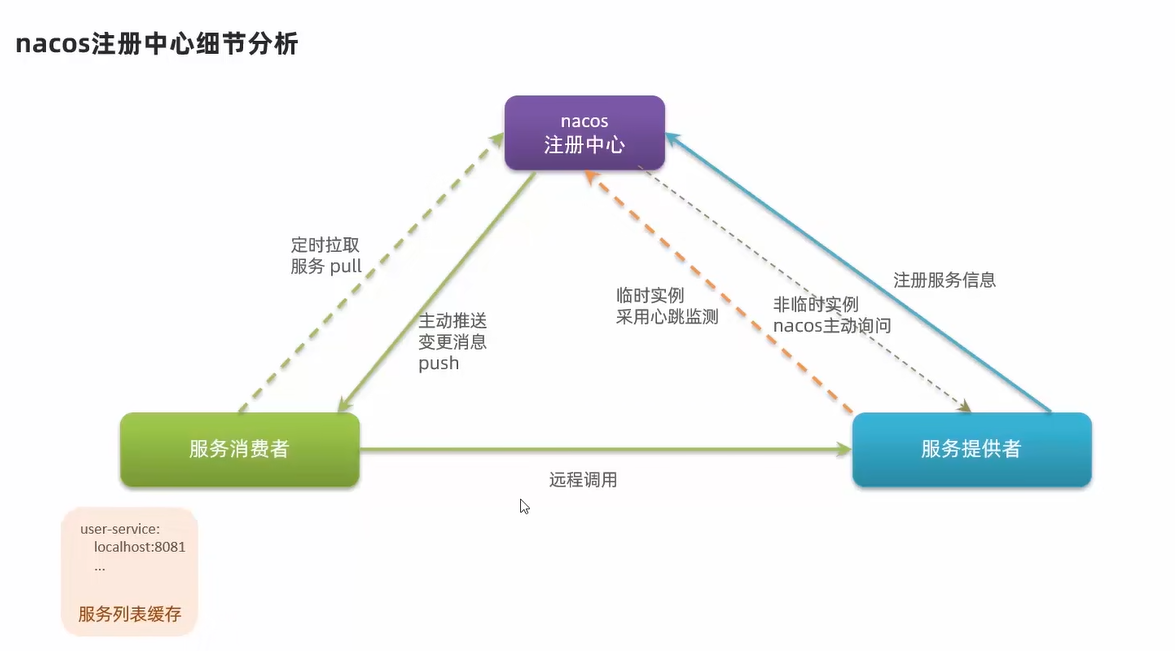 nacos注册中心细节分析
nacos
注册中心
定时拉取
服务 pull
主动推送
变更消息
push
临时实例
采用心跳监测
非临时实例
nacos主动询问
注册服务信息
服务消费者
服务提供者
远程调用
user-service:
localhost:8081
...
服务列表缓存